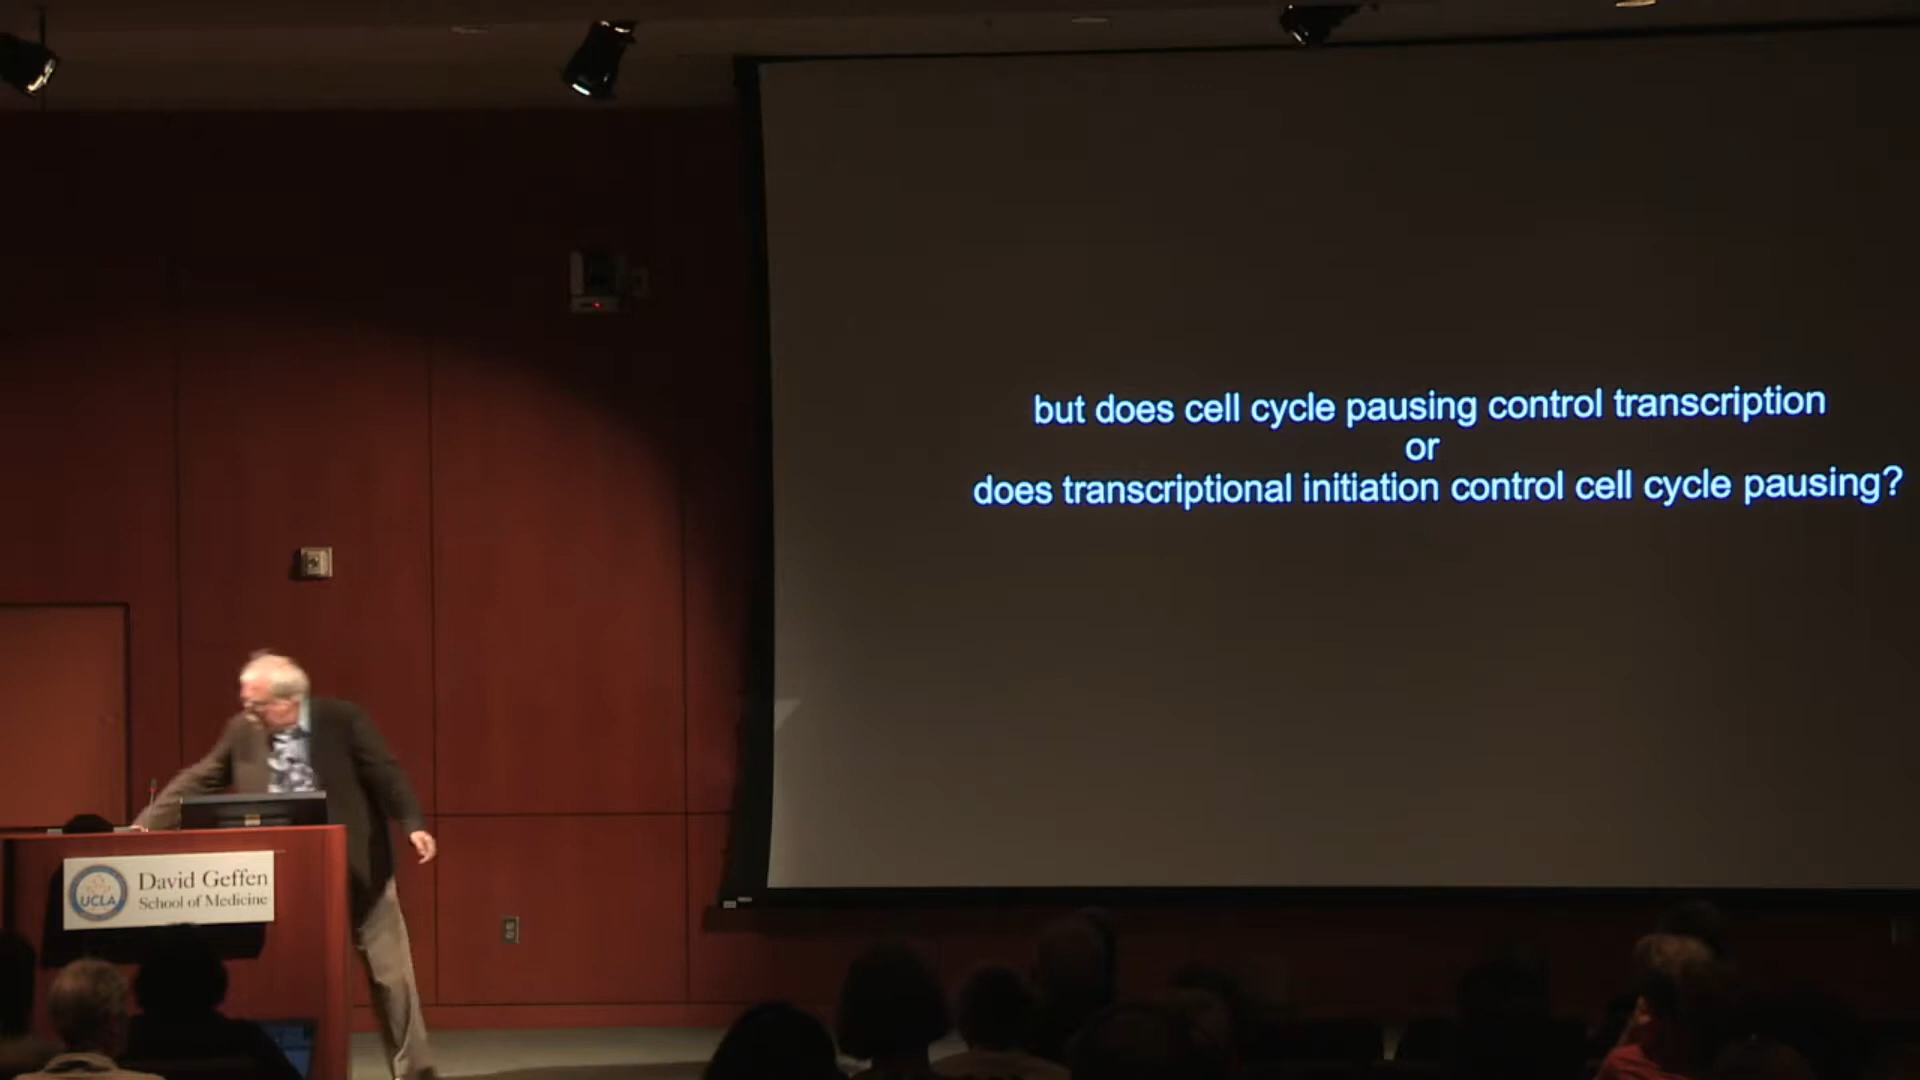 but does cell cycle pausing control transcription
or
does transcriptional initiation control cell cycle pausing?
David Geffen
School of Medicine
UCLA